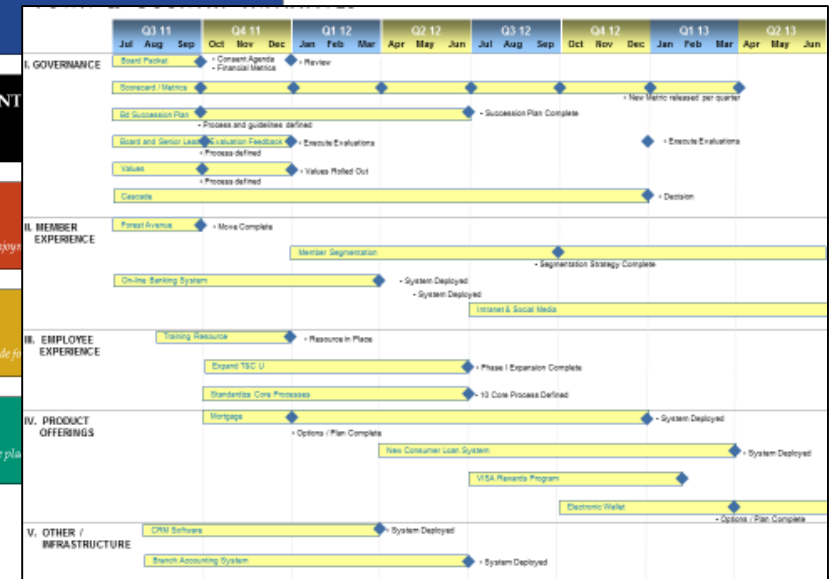 Q3 11 Q4 11 Q1 12 Q2 12 Q3 12 Q4 12 Q1 13 Q2 13
Jul Aug Sep Oct Nov Dec Jan Feb Mar Apr May Jun Jul Aug Sep Oct Nov Dec Jan Feb Mar Apr May Jun
I. GOVERNANCE
Board Packet
Consent Agenda
Financial Metrics
Review
Scorecard / Metrics
New Metric released per quarter
Bd Succession Plan
Succession Plan Complete
Process and guidelines defined
Board and Senior Evaluation Feedback
Execute Evaluations
Execute Evaluations
Process defined
Values
Values Rolled Out
Process defined
Cascade
Decision
II. MEMBER
EXPERIENCE
Forest Avenue
Move Complete
Member Segmentation
Segmentation Strategy Complete
On-line Banking System
System Deployed
System Deployed
Intranet & Social Media
III. EMPLOYEE
EXPERIENCE
Training Resource
Resource in Place
Expand TSC U
Phase I Expansion Complete
Standardize Core Processes
10 Core Process Defined
IV. PRODUCT
OFFERINGS
Mortgage
System Deployed
Options / Plan Complete
New Consumer Loan System
System Deployed
VISA Rewards Program
Electronic Wallet
Options / Plan Complete
V. OTHER /
INFRASTRUCTURE
CRM Software
System Deployed
Branch Accounting System
System Deployed
NT